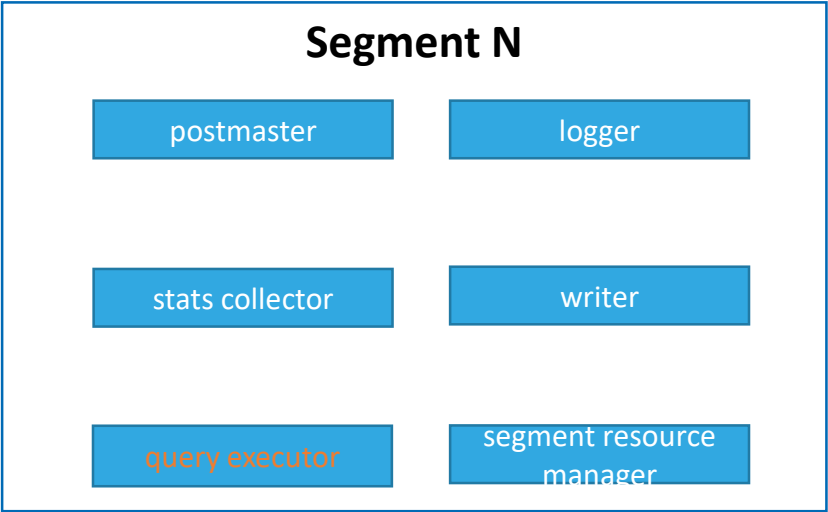 Segment N
postmaster
logger
stats collector
writer
query executor
segment resource
manager